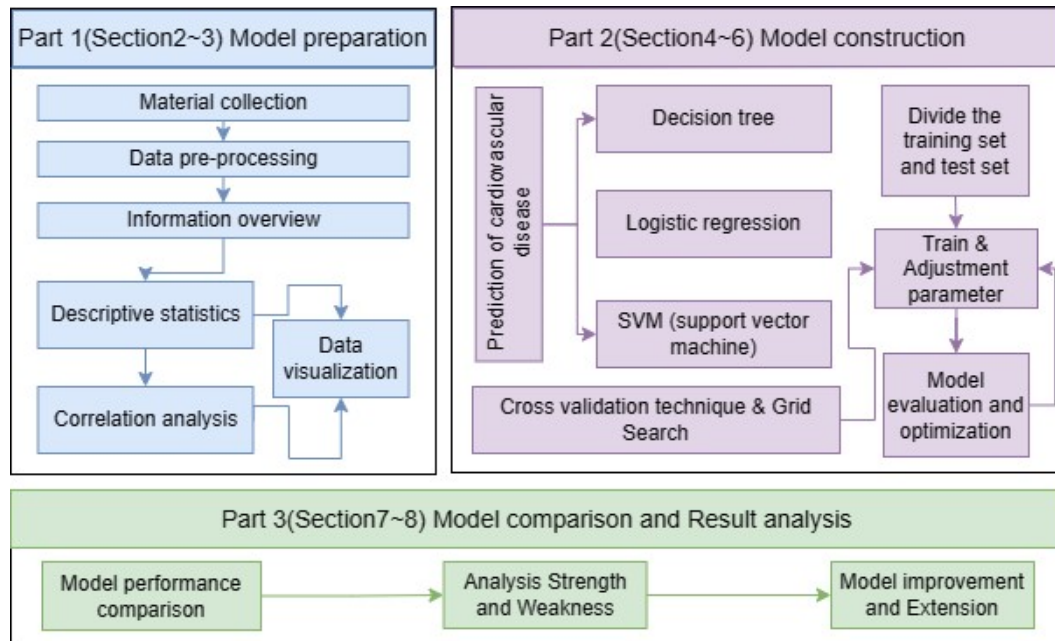 Part 1(Section2~3) Model preparation
Material collection
Data pre-processing
Information overview
Descriptive statistics
Data
visualization
Correlation analysis
Part 2(Section4~6) Model construction
Prediction of cardiovascular
disease
Decision tree
Logistic regression
SVM (support vector
machine)
Cross validation technique & Grid
Search
Divide the
training set
and test set
Train &
Adjustment
parameter
Model
evaluation and
optimization
Part 3(Section7~8) Model comparison and Result analysis
Model performance
comparison
Analysis Strength
and Weakness
Model improvement
and Extension